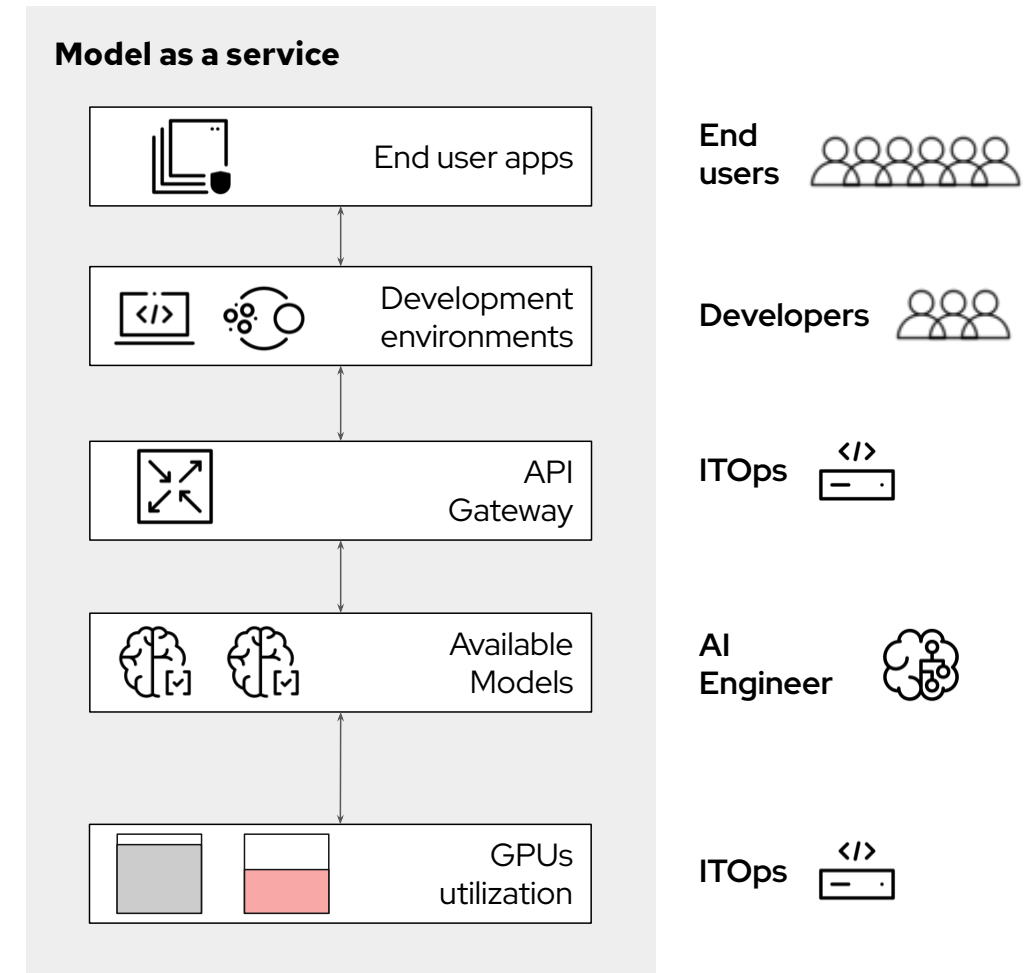 Model as a service
End user apps
End
users
Development
environments
Developers
</>
API
Gateway
ITOps
</>
Available
Models
AI
Engineer
GPUs
utilization
ITOps
</>